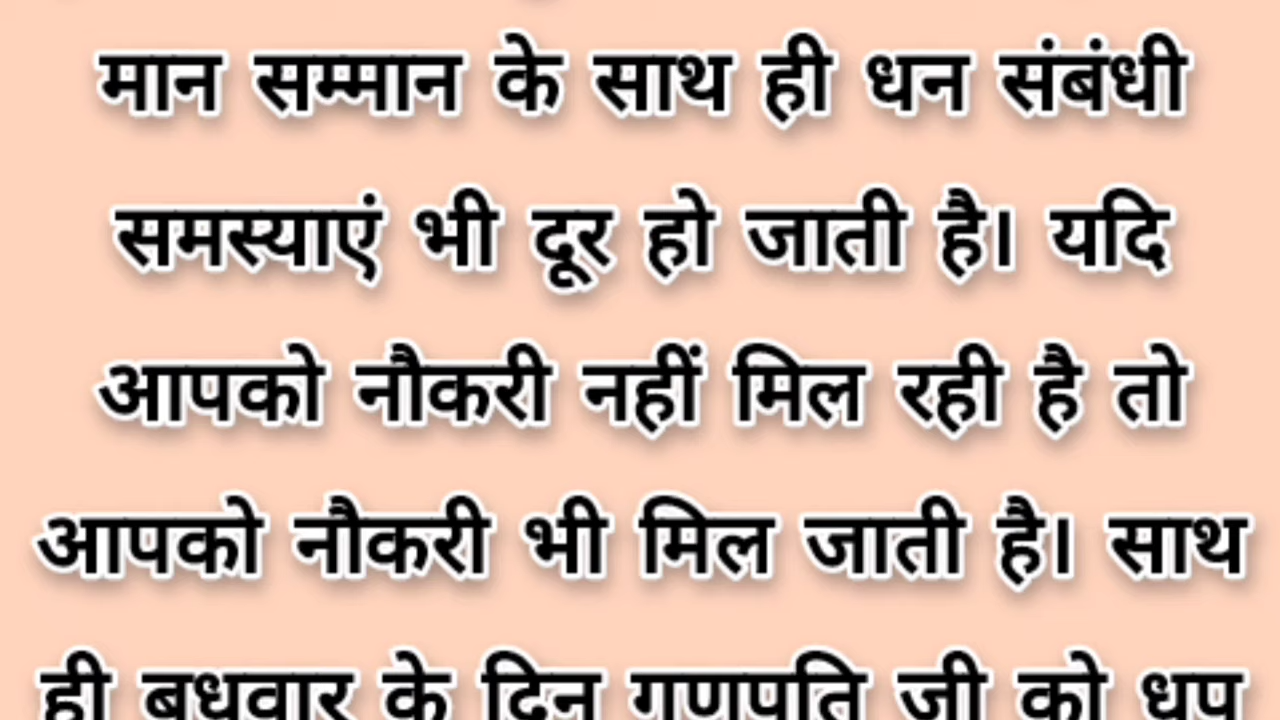 मान सम्मान के साथ ही धन संबंधी
समस्याएं भी दूर हो जाती है। यदि
आपको नौकरी नहीं मिल रही है तो
आपको नौकरी भी मिल जाती है। साथ
ही बुधवार के दिन गणपति जी को धूप